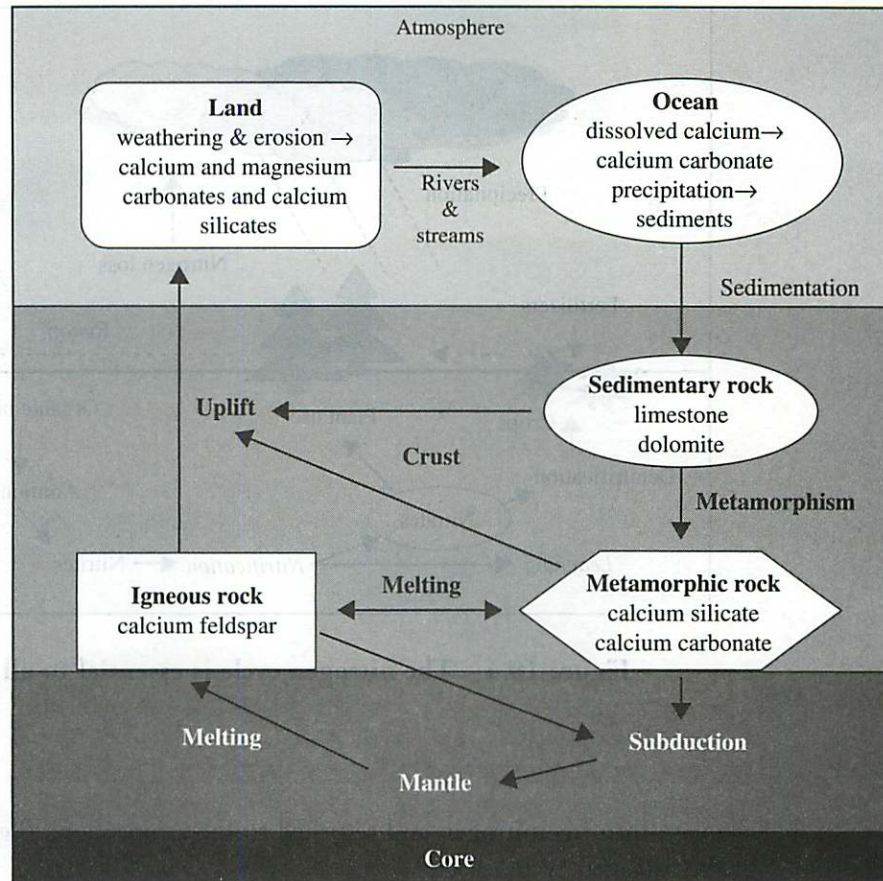 Atmosphere
Land
weathering & erosion →
calcium and magnesium
carbonates and calcium
silicates
Rivers
&
streams
Ocean
dissolved calcium→
calcium carbonate
precipitation→
sediments
Sedimentation
Sedimentary rock
limestone
dolomite
Uplift
Crust
Metamorphism
Igneous rock
calcium feldspar
Melting
Metamorphic rock
calcium silicate
calcium carbonate
Melting
Subduction
Mantle
Core